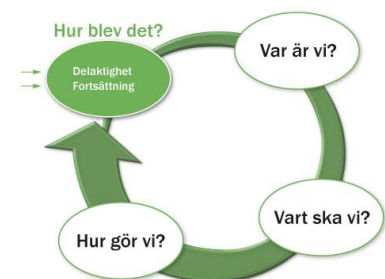 Hur blev det?
Delaktighet
Fortsättning
Var är vi?
Vart ska vi?
Hur gör vi?